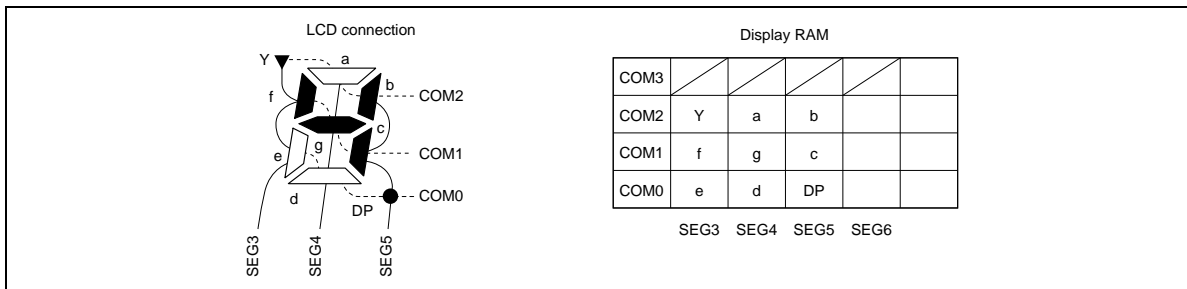 LCD connection
Y
a
b
COM2
f
c
g
COM1
e
d
DP
COM0
SEG3
SEG4
SEG5
Display RAM
COM3
COM2 Y a b
COM1 f g c
COM0 e d DP
SEG3 SEG4 SEG5 SEG6